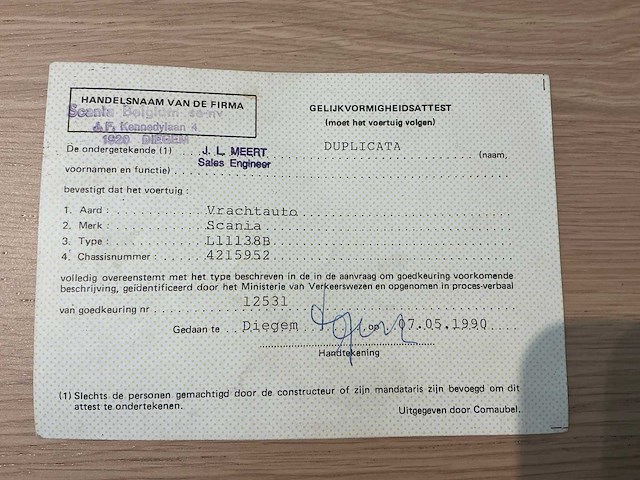 HANDELSNAAM VAN DE FIRMA
Scania Belgium sa-nv
J.F. Kennedylaan 4
1920 DIEGEM
GELIJKVORMIGHEIDSATTEST
(moet het voertuig volgen)
DUPLICATA
De ondergetekende (1) J. L. MEERT (naam,
voornamen en functie) Sales Engineer
bevestigt dat het voertuig :
1. Aard : Vrachtauto
2. Merk : Scania
3. Type : L11138B
4. Chassisnummer : 4215952
volledig overeenstemt met het type beschreven in de in de aanvraag om goedkeuring voorkomende
beschrijving, geïdentificeerd door het Ministerie van Verkeerswezen en opgenomen in proces-verbaal
van goedkeuring nr 12531
Gedaan te Diegem op 07.05.1990
Handtekening
(1) Slechts de personen gemachtigd door de constructeur of zijn mandataris zijn bevoegd om dit
attest te ondertekenen.
Uitgegeven door Comaubel.